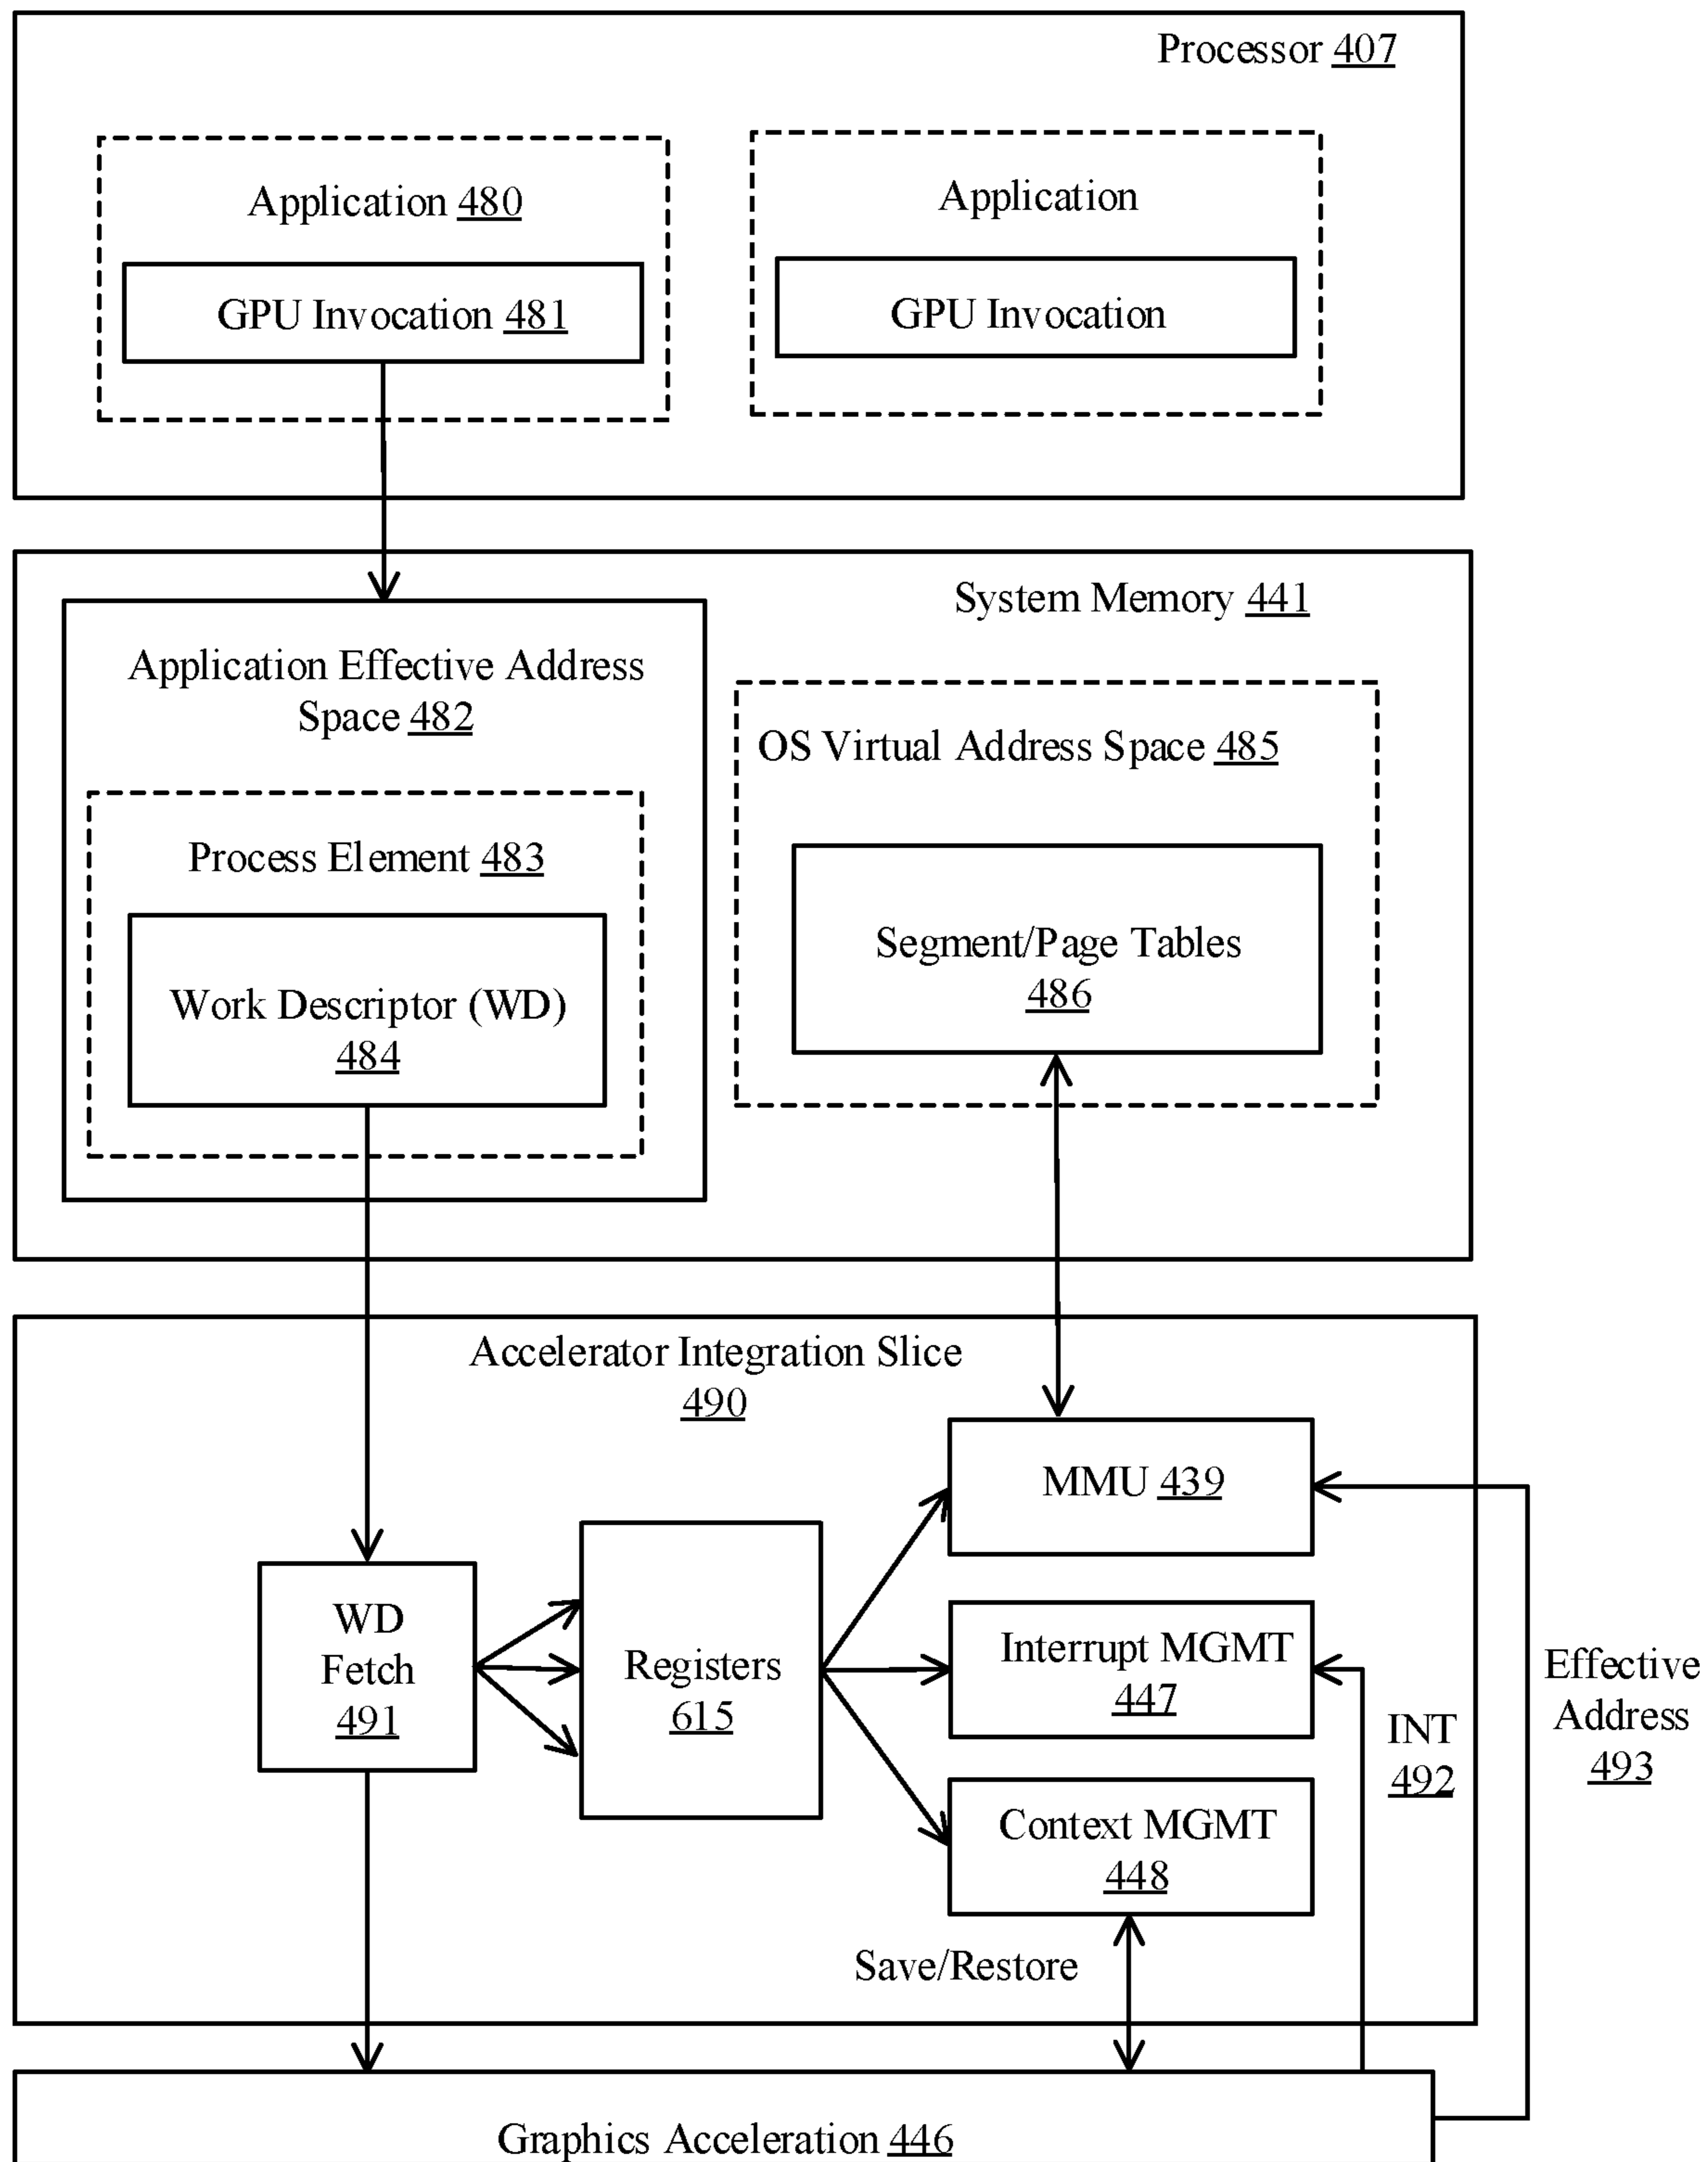 Processor 407
Application 480
GPU Invocation 481
Application
GPU Invocation
System Memory 441
Application Effective Address
Space 482
Process Element 483
Work Descriptor (WD)
484
OS Virtual Address Space 485
Segment/Page Tables
486
Accelerator Integration Slice
490
WD
Fetch
491
Registers
615
MMU 439
Interrupt MGMT
447
Context MGMT
448
Save/Restore
INT
492
Effective
Address
493
Graphics Acceleration 446